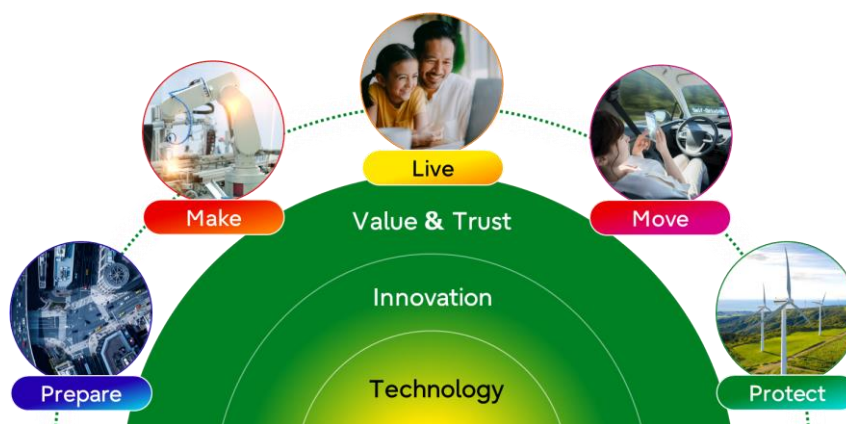 Live
Make
Move
Value & Trust
Innovation
Prepare
Technology
Protect